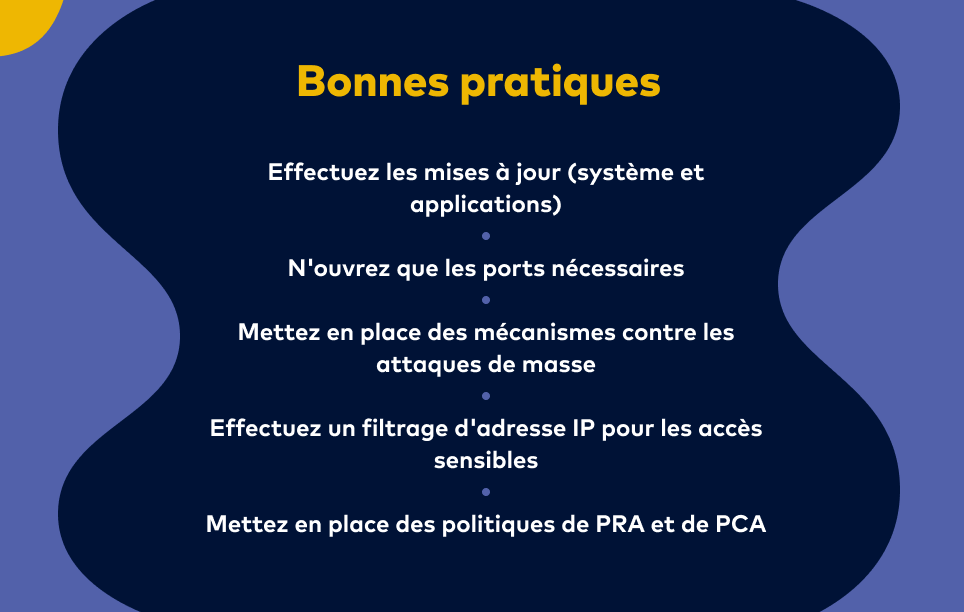 Bonnes pratiques
Effectuez les mises à jour (système et
applications)
N'ouvrez que les ports nécessaires
Mettez en place des mécanismes contre les
attaques de masse
Effectuez un filtrage d'adresse IP pour les accès
sensibles
Mettez en place des politiques de PRA et de PCA